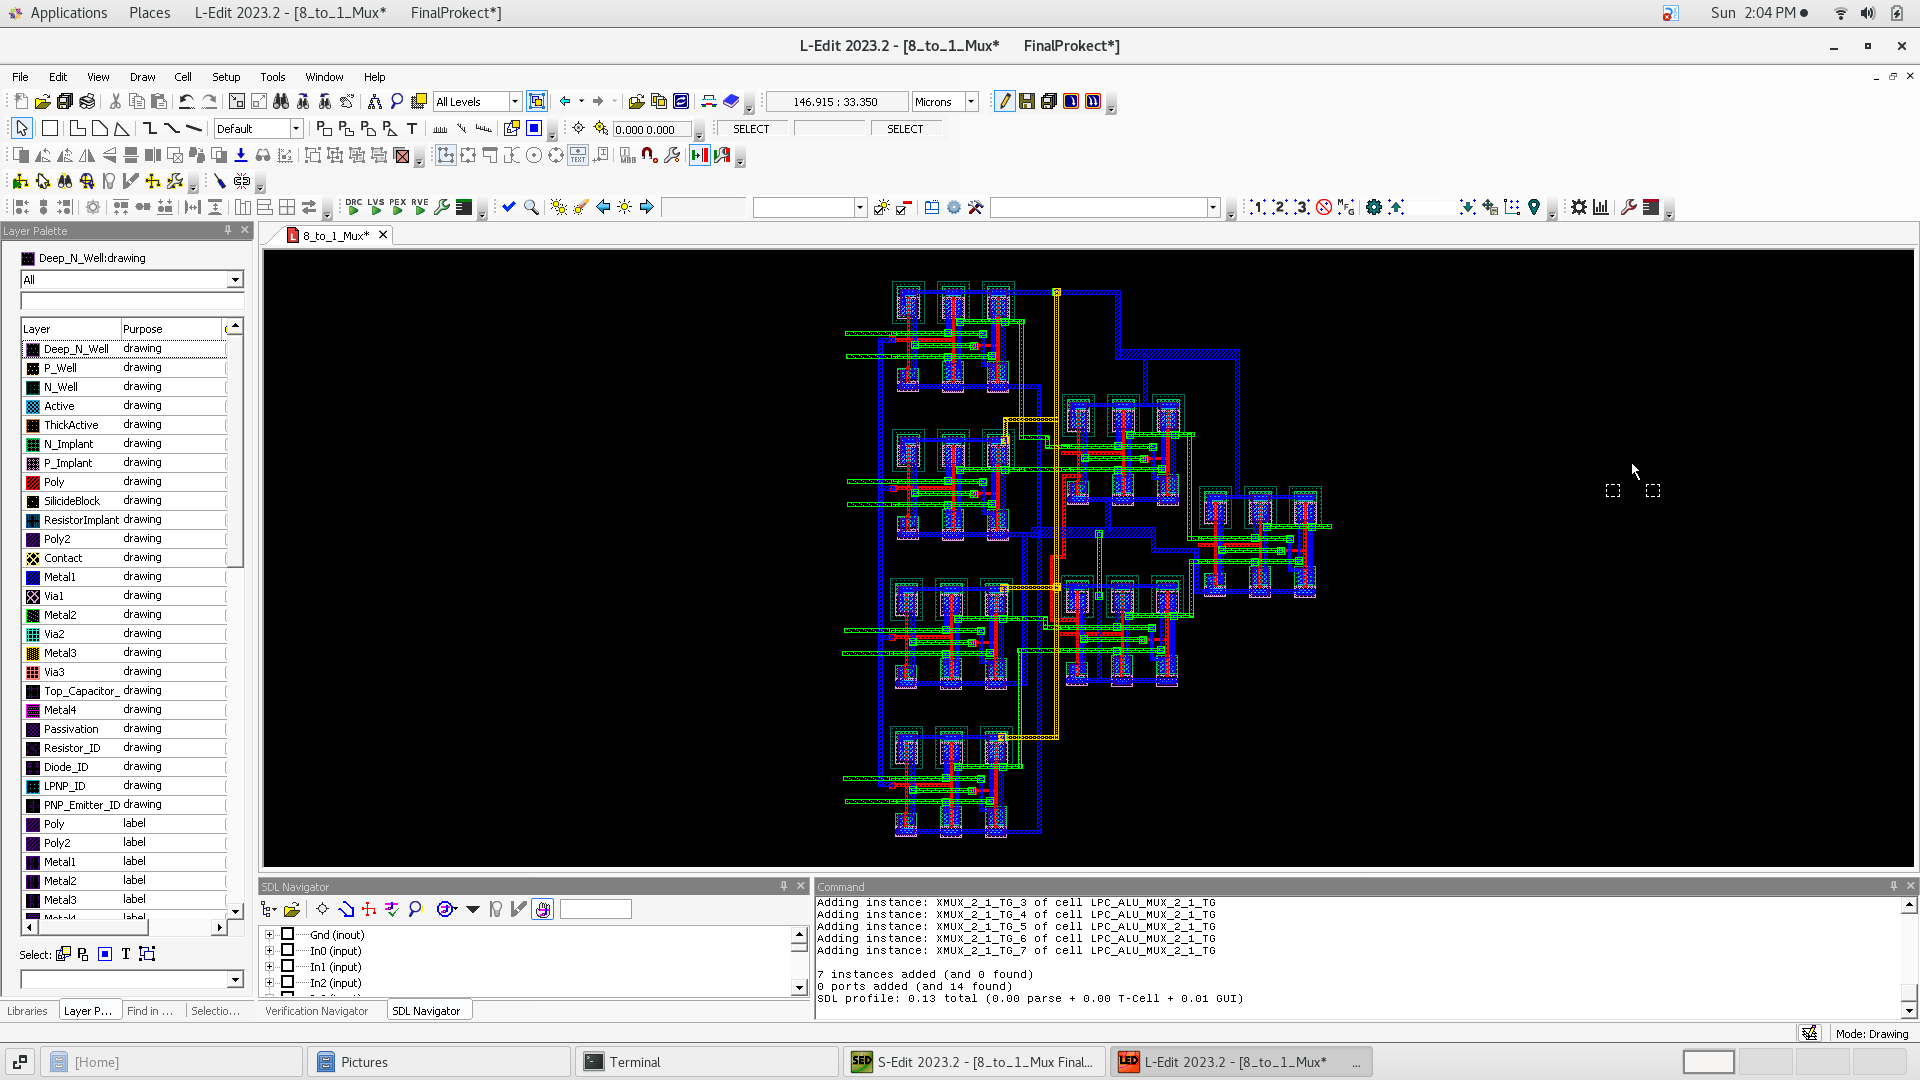 Applications Places L-Edit 2023.2 - [8_to_1_Mux* FinalProkect*] Sun 2:04 PM
L-Edit 2023.2 - [8_to_1_Mux* FinalProkect*]
File Edit View Draw Cell Setup Tools Window Help
All Levels 146.915 : 33.350 Microns
Default T 0.000 0.000 SELECT SELECT
TEXT MBB
DRC LVS PEX RVE 1 2 3
Layer Palette
8_to_1_Mux*
Deep_N_Well:drawing
All
Layer Purpose
Deep_N_Well drawing
P_Well drawing
N_Well drawing
Active drawing
ThickActive drawing
N_Implant drawing
P_Implant drawing
Poly drawing
SilicideBlock drawing
ResistorImplant drawing
Poly2 drawing
Contact drawing
Metal1 drawing
Via1 drawing
Metal2 drawing
Via2 drawing
Metal3 drawing
Via3 drawing
Top_Capacitor_ drawing
Metal4 drawing
Passivation drawing
Resistor_ID drawing
Diode_ID drawing
LPNP_ID drawing
PNP_Emitter_ID drawing
Poly label
Poly2 label
Metal1 label
Metal2 label
Metal3 label
Metal4 label
Select: T
Libraries Layer P... Find in ... Selectio...
SDL Navigator
Gnd (inout)
In0 (input)
In1 (input)
In2 (input)
Verification Navigator SDL Navigator
Command
Adding instance: XMUX_2_1_TG_3 of cell LPC_ALU_MUX_2_1_TG
Adding instance: XMUX_2_1_TG_4 of cell LPC_ALU_MUX_2_1_TG
Adding instance: XMUX_2_1_TG_5 of cell LPC_ALU_MUX_2_1_TG
Adding instance: XMUX_2_1_TG_6 of cell LPC_ALU_MUX_2_1_TG
Adding instance: XMUX_2_1_TG_7 of cell LPC_ALU_MUX_2_1_TG
7 instances added (and 0 found)
0 ports added (and 14 found)
SDL profile: 0.13 total (0.00 parse + 0.00 T-Cell + 0.01 GUI)
Mode: Drawing
[Home] Pictures Terminal SED S-Edit 2023.2 - [8_to_1_Mux Final... LED L-Edit 2023.2 - [8_to_1_Mux* ...